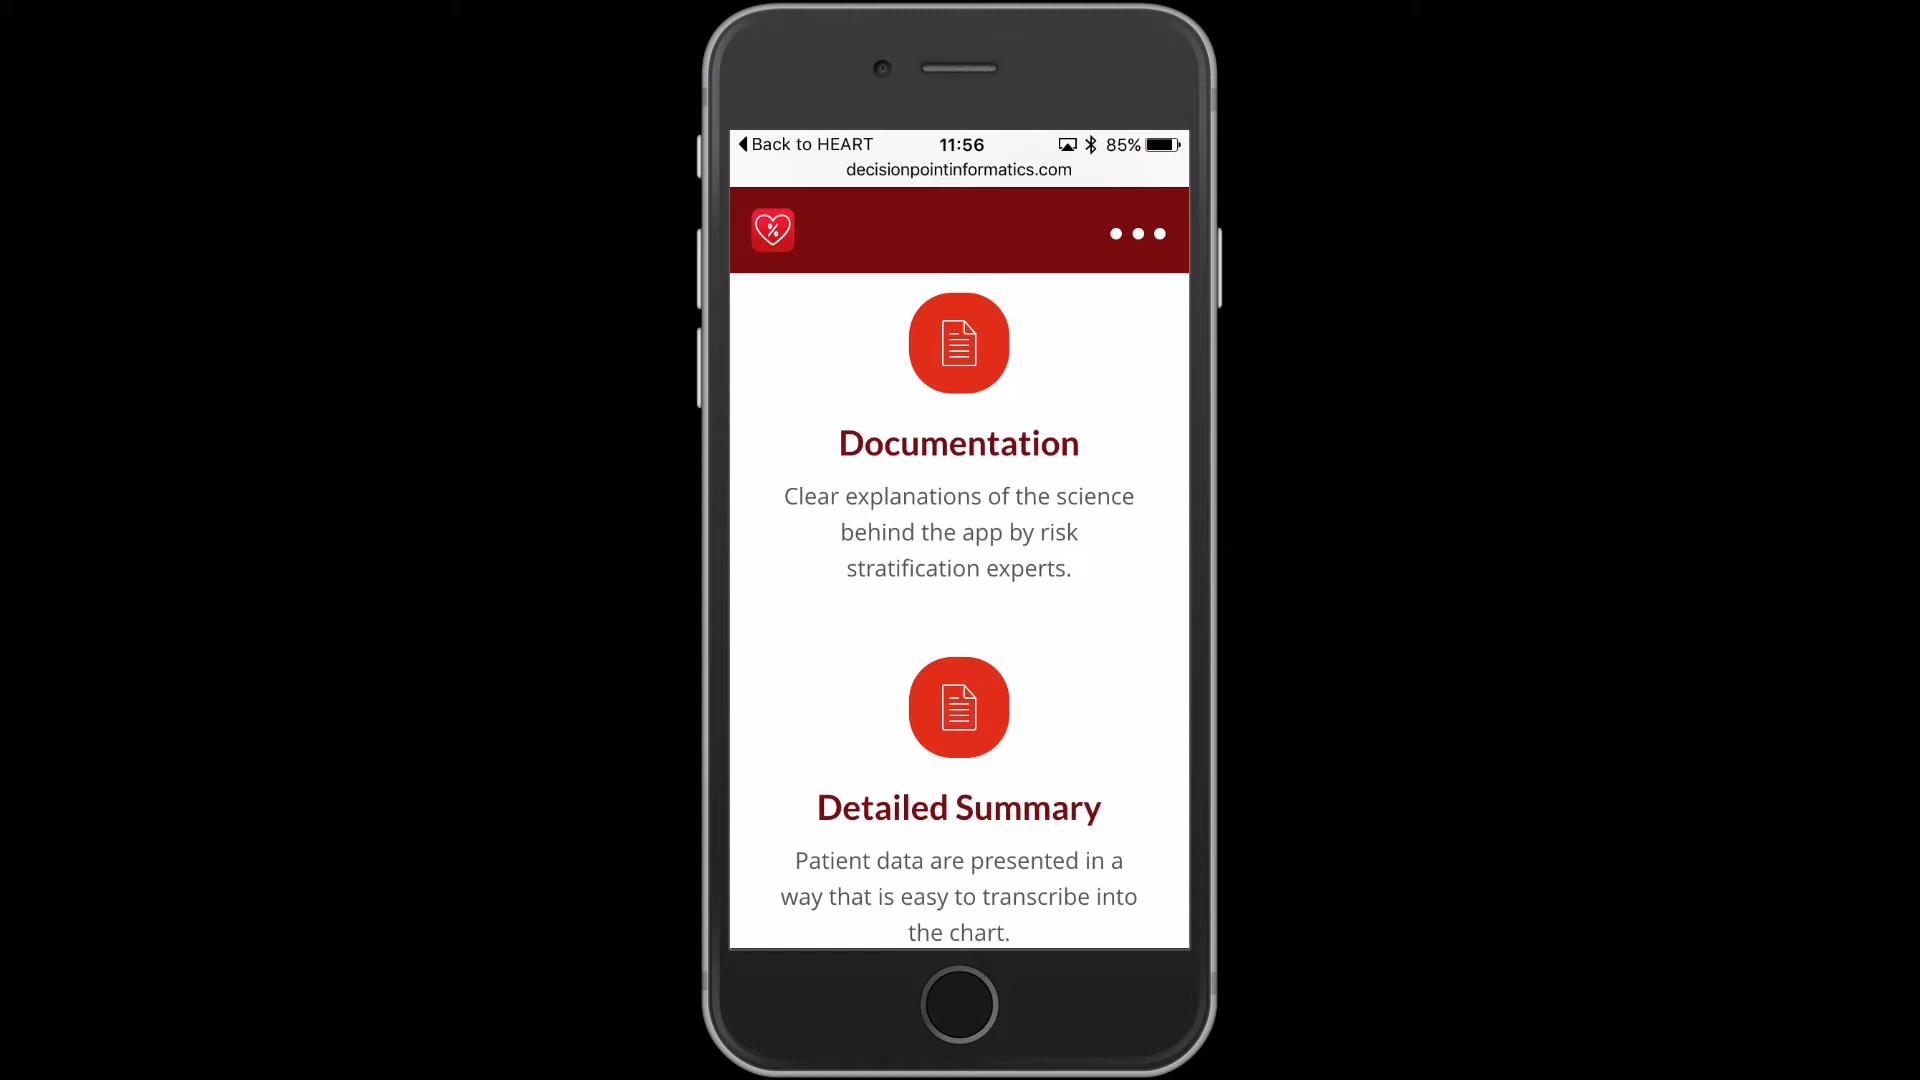 Back to HEART 11:56 85%
decisionpointinformatics.com
%
Documentation
Clear explanations of the science
behind the app by risk
stratification experts.
Detailed Summary
Patient data are presented in a
way that is easy to transcribe into
the chart.